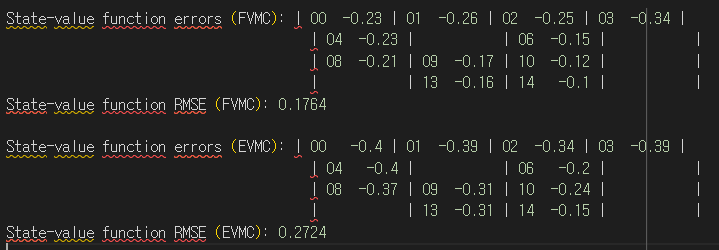 State-value function errors (FVMC): | 00 -0.23 | 01 -0.26 | 02 -0.25 | 03 -0.34 |
| 04 -0.23 | | 06 -0.15 | |
| 08 -0.21 | 09 -0.17 | 10 -0.12 | |
| | 13 -0.16 | 14 -0.1 | |
State-value function RMSE (FVMC): 0.1764
State-value function errors (EVMC): | 00 -0.4 | 01 -0.39 | 02 -0.34 | 03 -0.39 |
| 04 -0.4 | | 06 -0.2 | |
| 08 -0.37 | 09 -0.31 | 10 -0.24 | |
| | 13 -0.31 | 14 -0.15 | |
State-value function RMSE (EVMC): 0.2724